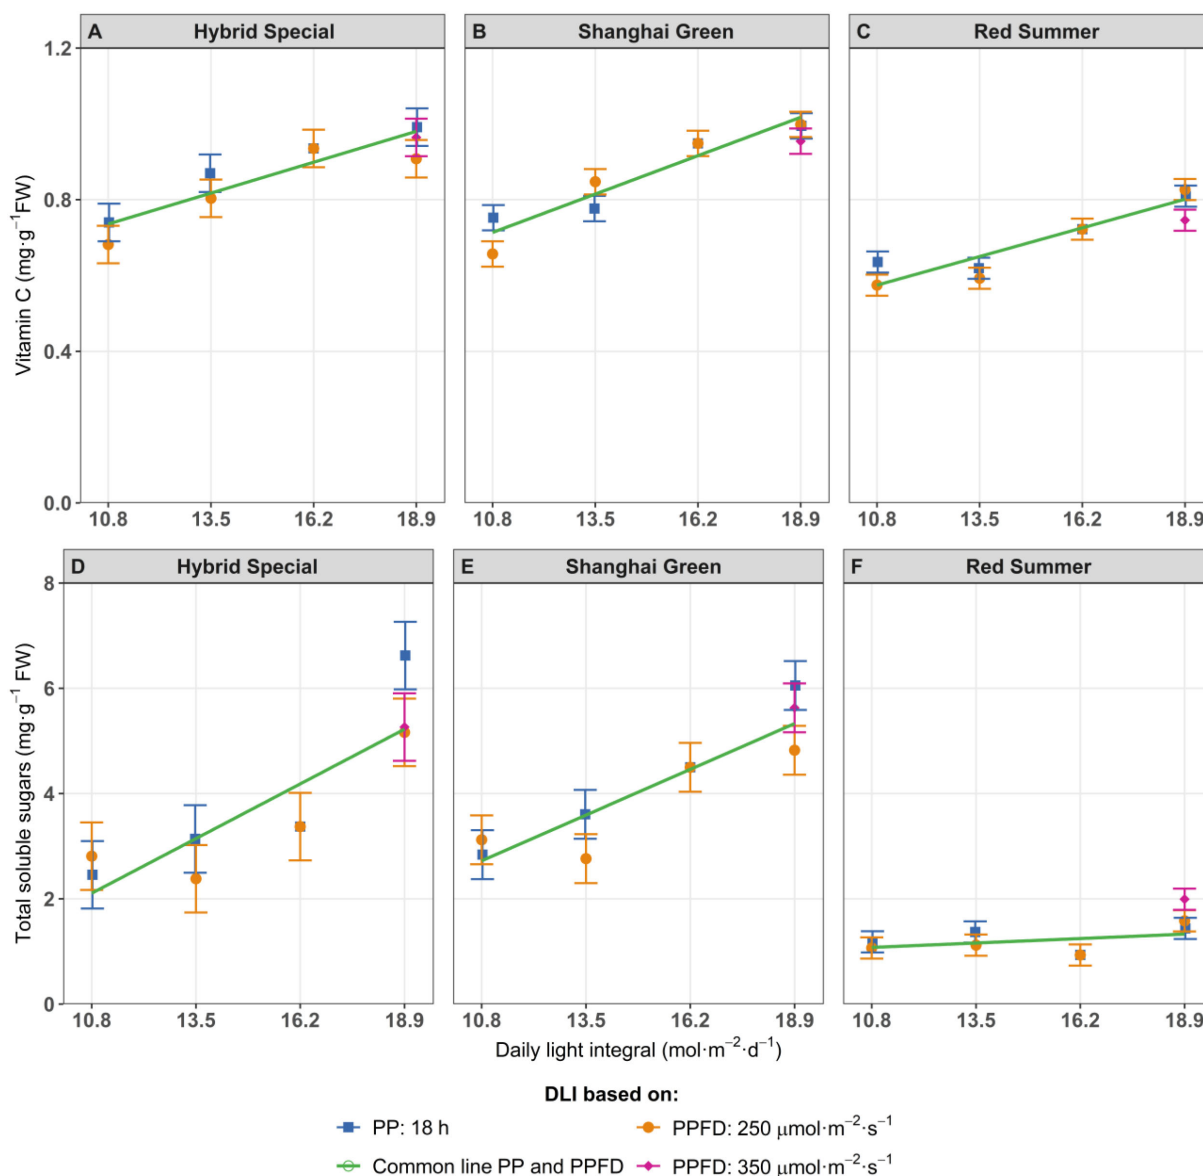 A Hybrid Special B Shanghai Green C Red Summer
Vitamin C (mg·g⁻¹FW)
1.2
0.8
0.4
0.0
10.8 13.5 16.2 18.9 10.8 13.5 16.2 18.9 10.8 13.5 16.2 18.9
D Hybrid Special E Shanghai Green F Red Summer
Total soluble sugars (mg·g⁻¹ FW)
8
6
4
2
0
10.8 13.5 16.2 18.9 10.8 13.5 16.2 18.9 10.8 13.5 16.2 18.9
Daily light integral (mol·m⁻²·d⁻¹)
DLI based on:
PP: 18 h PPFD: 250 μmol·m⁻²·s⁻¹
Common line PP and PPFD PPFD: 350 μmol·m⁻²·s⁻¹